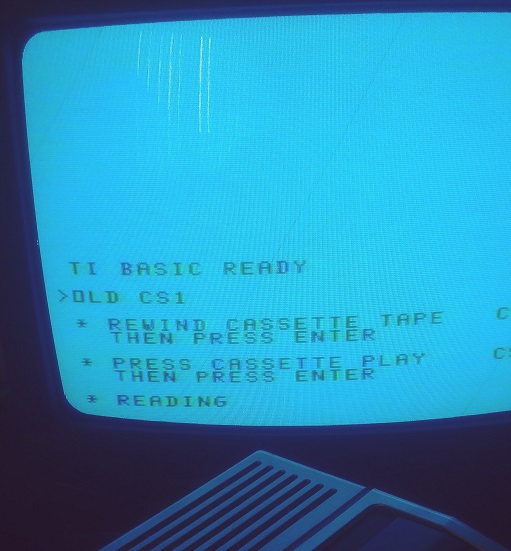 TI BASIC READY
>OLD CS1
* REWIND CASSETTE TAPE
THEN PRESS ENTER
* PRESS CASSETTE PLAY
THEN PRESS ENTER
* READING